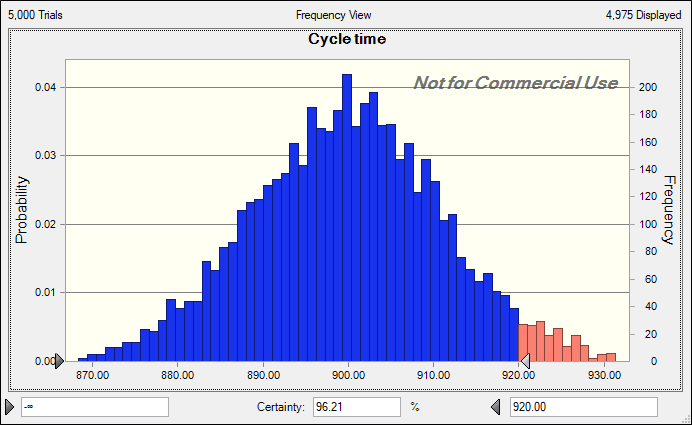 5,000 Trials Frequency View 4,975 Displayed
Cycle time
Not for Commercial Use
0.04 200
180
0.03 160
140
120
0.02 100
80
0.01 60
40
20
0.00 0
Probability
Frequency
870.00 880.00 890.00 900.00 910.00 920.00 930.00
-∞ Certainty: 96.21 % 920.00